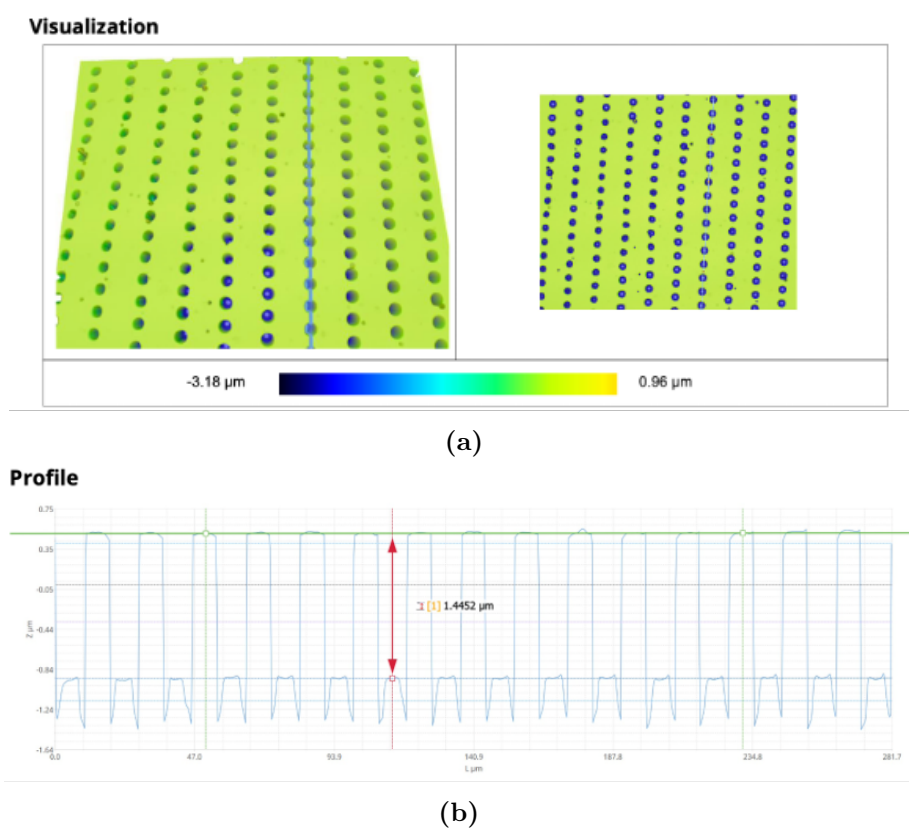 Visualization
-3.18 μm
0.96 μm
(a)
Profile
0.75
0.35
-0.05
-0.44
-0.84
-1.24
-1.64
Z μm
[1] 1.4452 μm
0.0
47.0
93.9
140.9
187.8
234.8
281.7
L μm
(b)